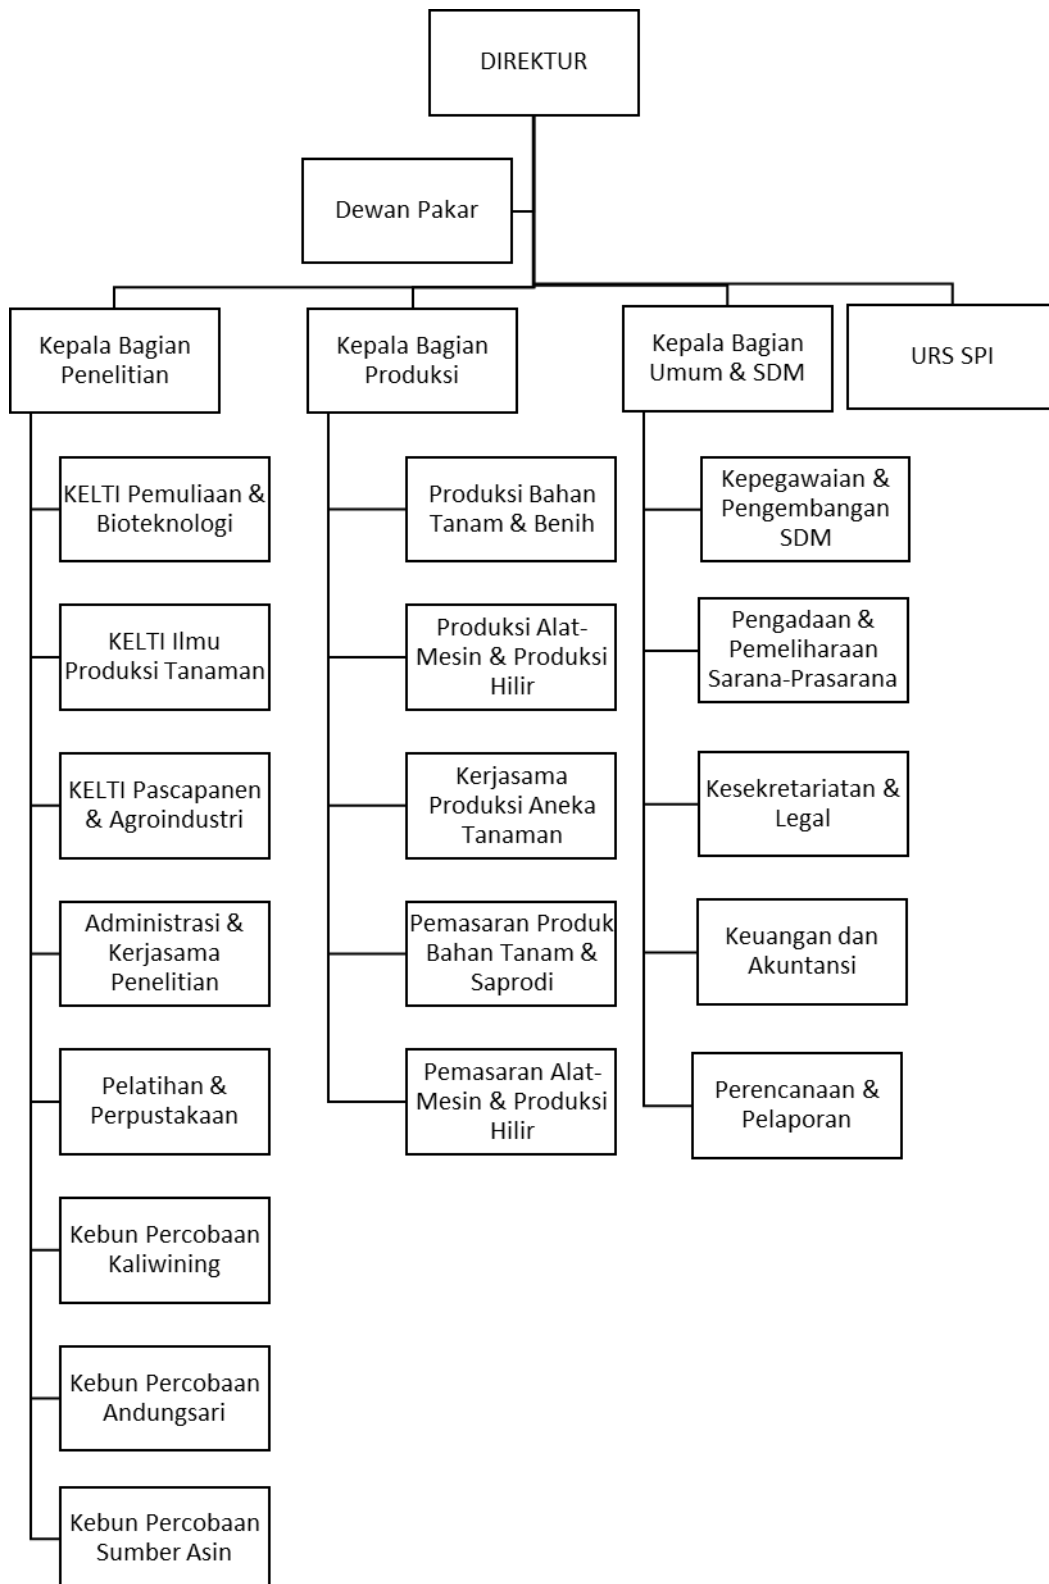 DIREKTUR
Dewan Pakar
Kepala Bagian
Penelitian
Kepala Bagian
Produksi
Kepala Bagian
Umum & SDM
URS SPI
KELTI Pemuliaan &
Bioteknologi
KELTI Ilmu
Produksi Tanaman
KELTI Pascapanen
& Agroindustri
Administrasi &
Kerjasama
Penelitian
Pelatihan &
Perpustakaan
Kebun Percobaan
Kaliwining
Kebun Percobaan
Andungsari
Kebun Percobaan
Sumber Asin
Produksi Bahan
Tanam & Benih
Produksi Alat-
Mesin & Produksi
Hilir
Kerjasama
Produksi Aneka
Tanaman
Pemasaran Produk
Bahan Tanam &
Saprodi
Pemasaran Alat-
Mesin & Produksi
Hilir
Kepegawaian &
Pengembangan
SDM
Pengadaan &
Pemeliharaan
Sarana-Prasarana
Kesekretariatan &
Legal
Keuangan dan
Akuntansi
Perencanaan &
Pelaporan